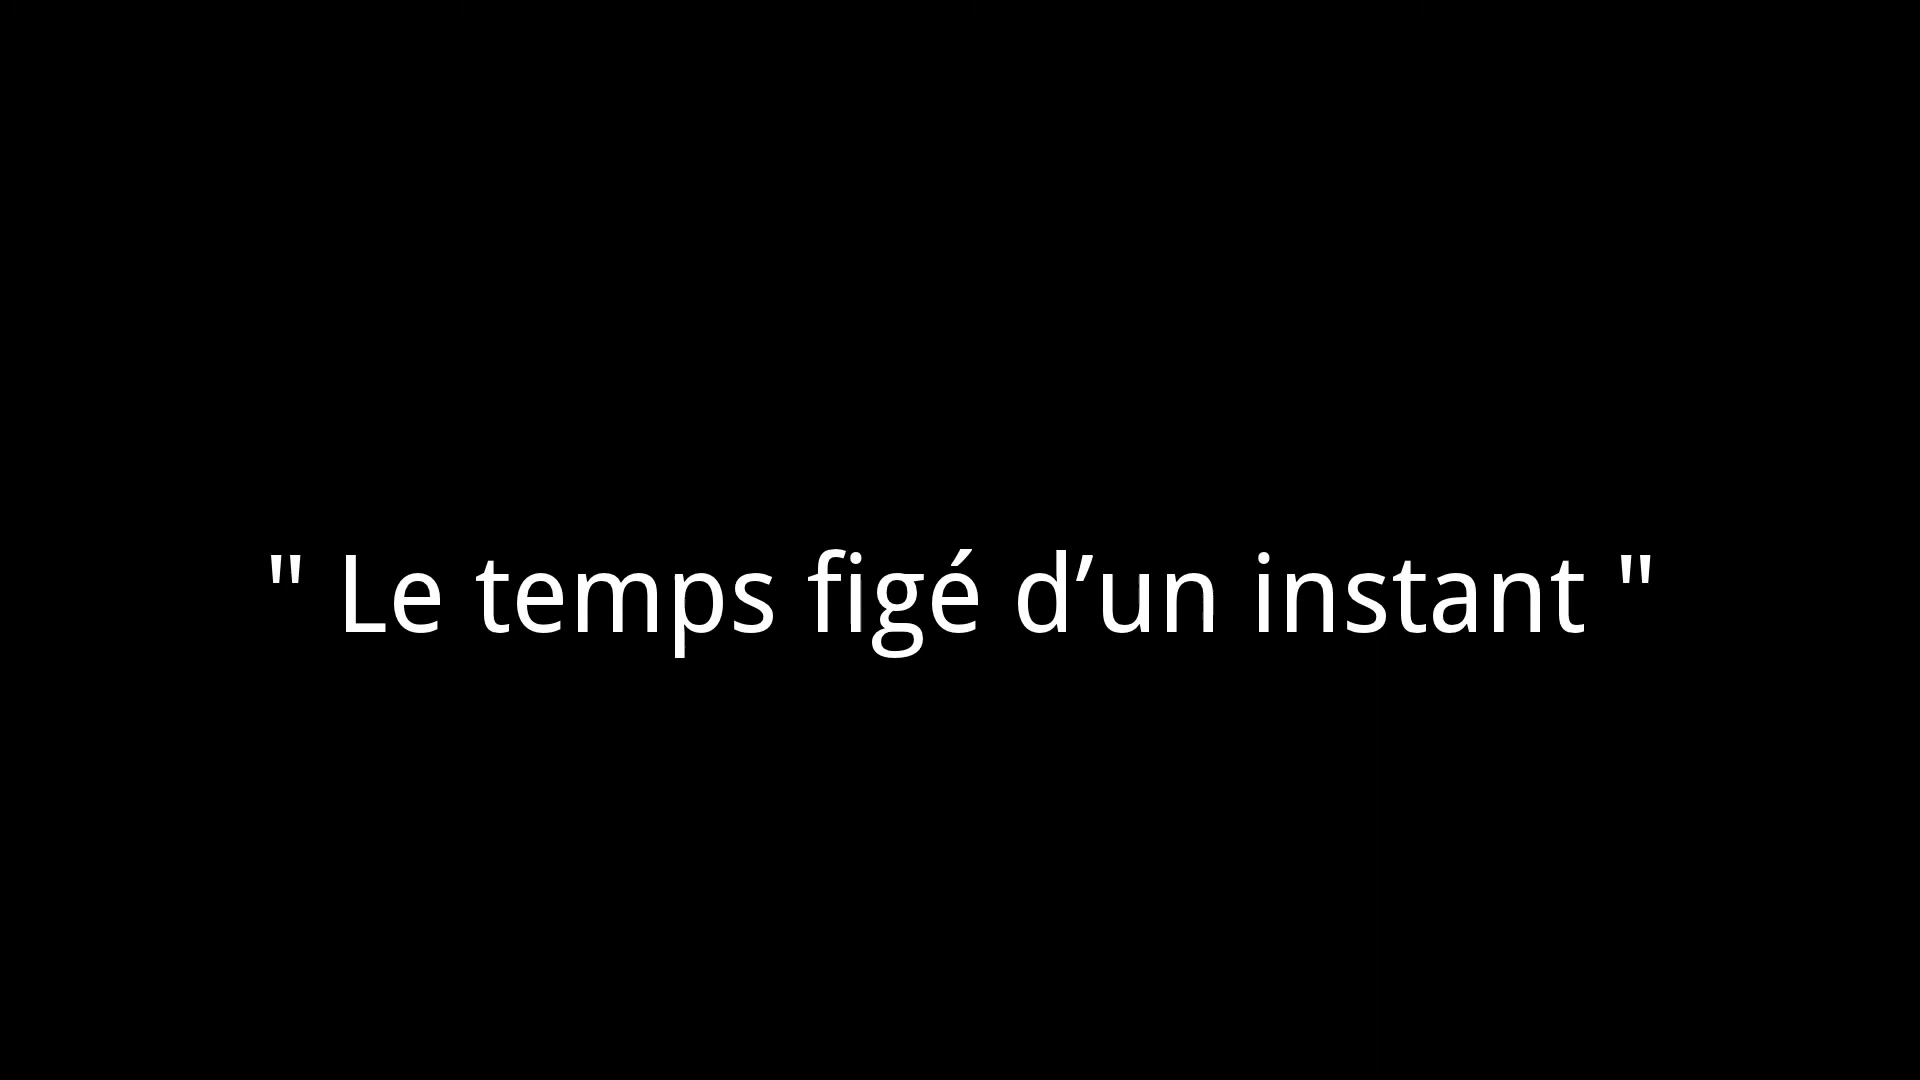 " Le temps figé d’un instant "